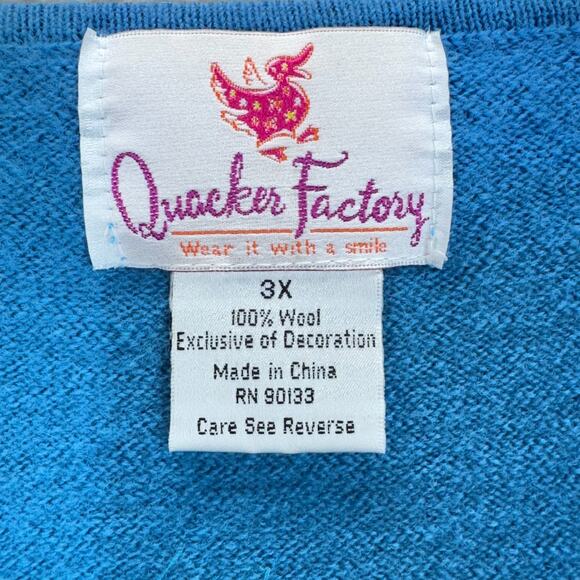 Quacker Factory
Wear it with a smile
3X
100% Wool
Exclusive of Decoration
Made in China
RN 90133
Care See Reverse